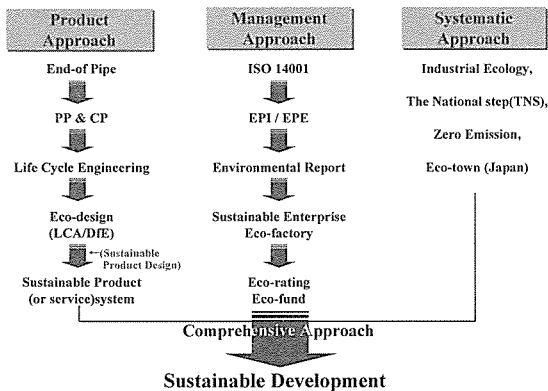 Product
Approach
End-of Pipe
PP & CP
Life Cycle Engineering
Eco-design
(LCA/DfE)
(Sustainable
Product Design)
Sustainable Product
(or service)system
Management
Approach
ISO 14001
EPI / EPE
Environmental Report
Sustainable Enterprise
Eco-factory
Eco-rating
Eco-fund
Systematic
Approach
Industrial Ecology,
The National step(TNS),
Zero Emission,
Eco-town (Japan)
Comprehensive Approach
Sustainable Development